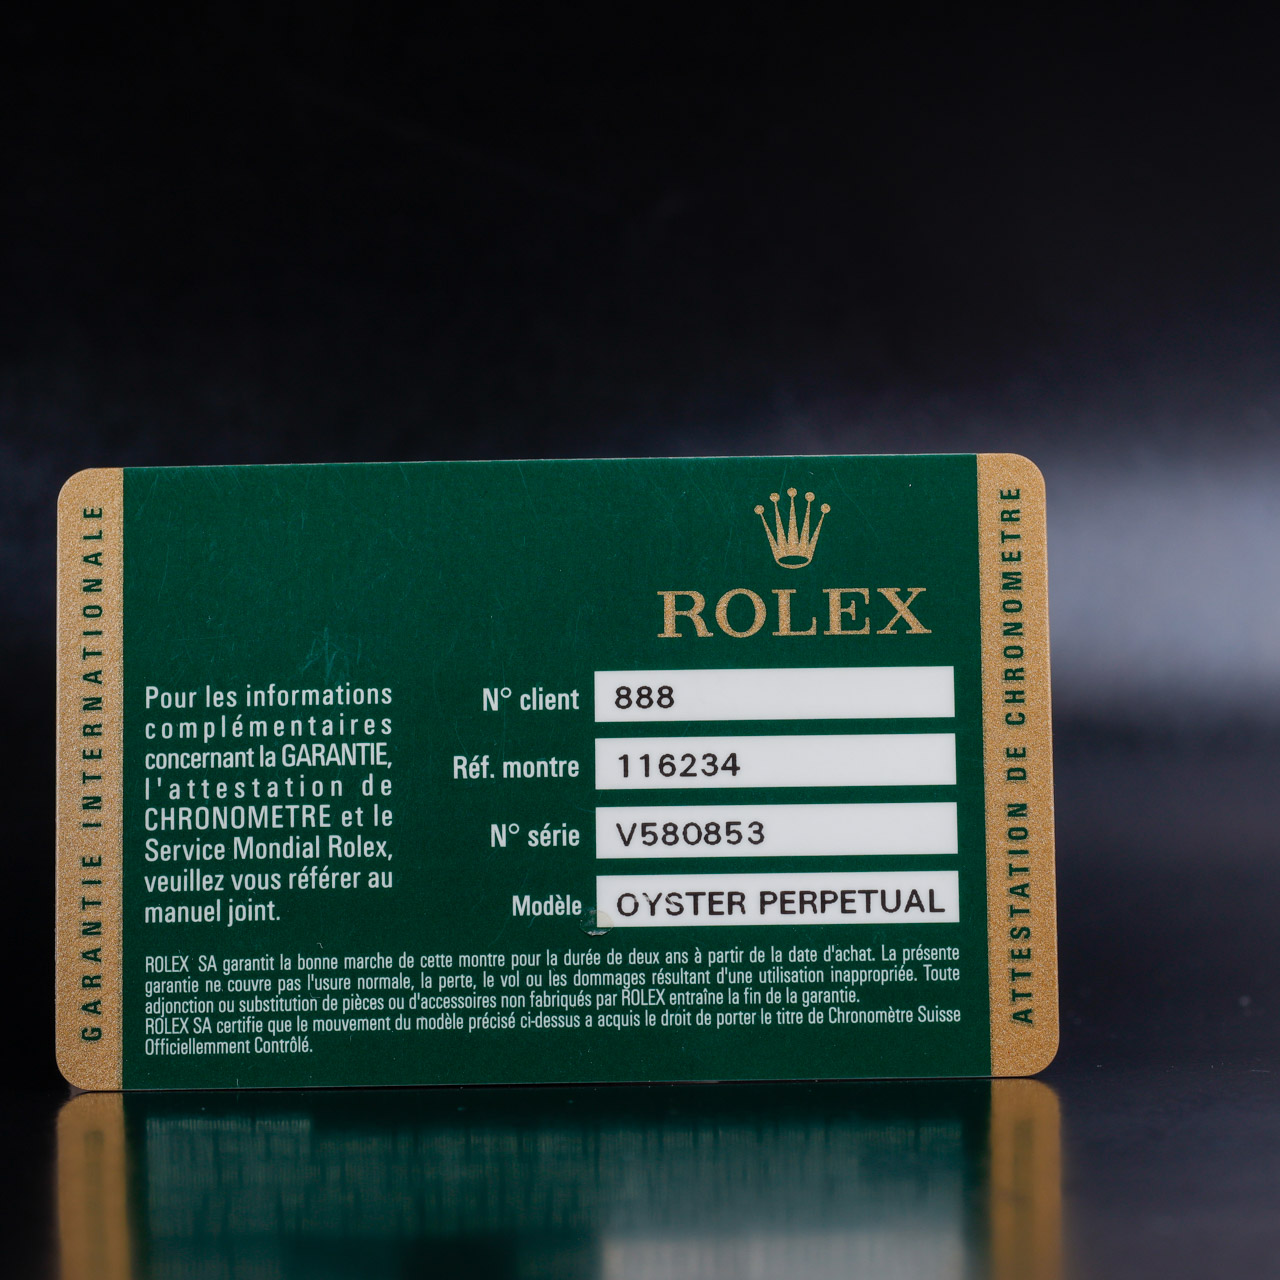 GARANTIE INTERNATIONALE
ROLEX
Pour les informations
complémentaires
concernant la GARANTIE,
l'attestation de
CHRONOMETRE et le
Service Mondial Rolex,
veuillez vous référer au
manuel joint.
N° client 888
Réf. montre 116234
N° série V580853
Modèle OYSTER PERPETUAL
ROLEX SA garantit la bonne marche de cette montre pour la durée de deux ans à partir de la date d'achat. La présente
garantie ne couvre pas l'usure normale, la perte, le vol ou les dommages résultant d'une utilisation inappropriée. Toute
adjonction ou substitution de pièces ou d'accessoires non fabriqués par ROLEX entraîne la fin de la garantie.
ROLEX SA certifie que le mouvement du modèle précisé ci-dessus a acquis le droit de porter le titre de Chronomètre Suisse
Officiellemment Contrôlé.
ATTESTATION DE CHRONOMETRE